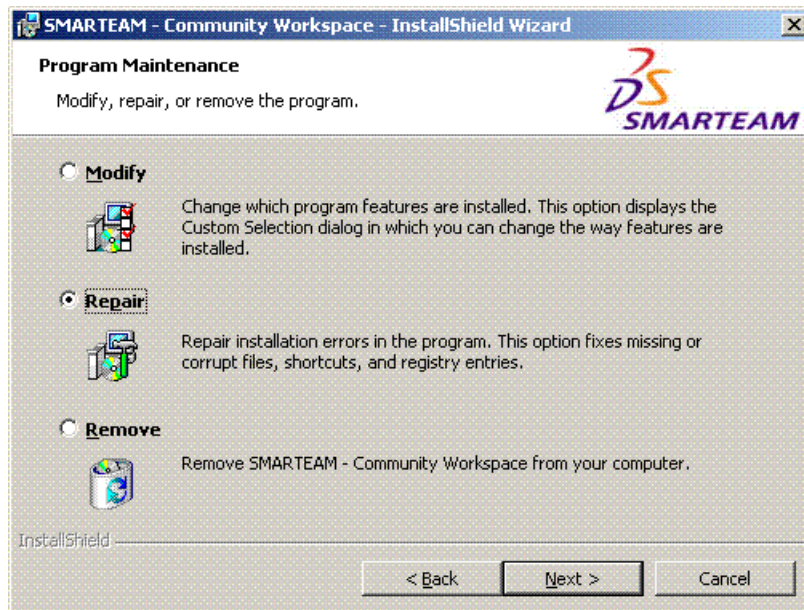 SMARTEAM - Community Workspace - InstallShield Wizard
Program Maintenance
Modify, repair, or remove the program.
SMARTEAM
Modify
Change which program features are installed. This option displays the
Custom Selection dialog in which you can change the way features are
installed.
Repair
Repair installation errors in the program. This option fixes missing or
corrupt files, shortcuts, and registry entries.
Remove
Remove SMARTEAM - Community Workspace from your computer.
InstallShield
< Back
Next >
Cancel